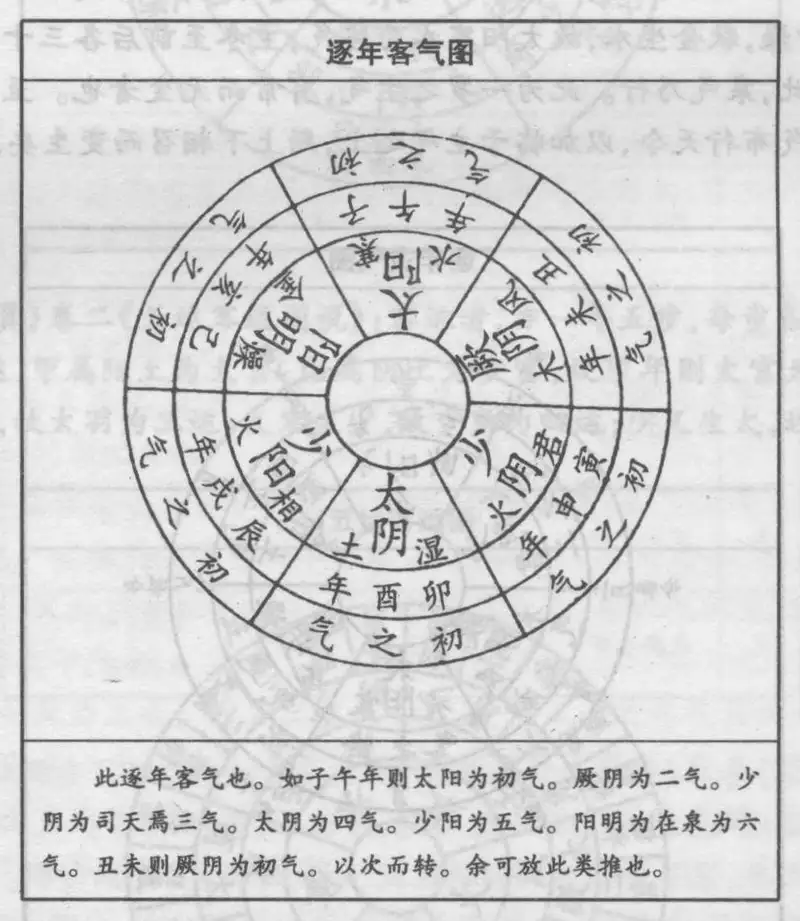 逐年客气图
初之气
子午年
太阳寒水
初之气
丑未年
厥阴风木
初之气
寅申年
少阴君火
初之气
卯酉年
太阴湿土
初之气
辰戌年
少阳相火
初之气
巳亥年
阳明燥金
此逐年客气也。如子午年则太阳为初气。厥阴为二气。少
阴为司天焉三气。太阴为四气。少阳为五气。阳明为在泉为六
气。丑未则厥阴为初气。以次而转。余可放此类推也。